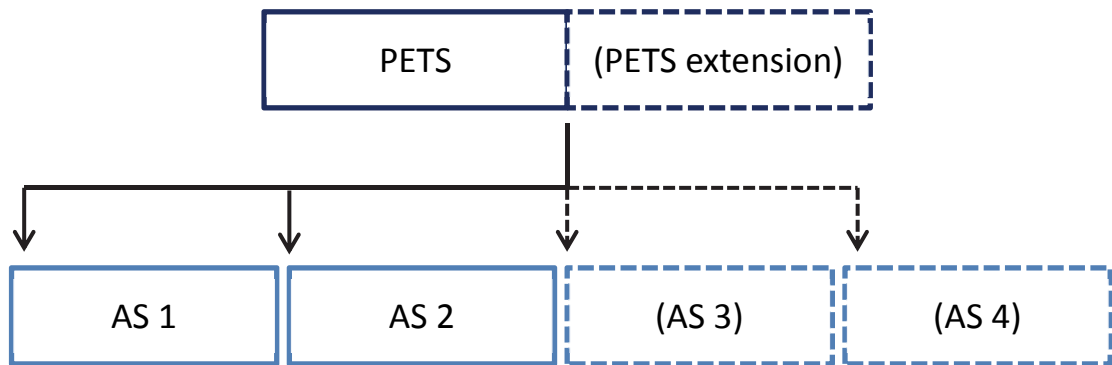 PETS
(PETS extension)
AS 1
AS 2
(AS 3)
(AS 4)